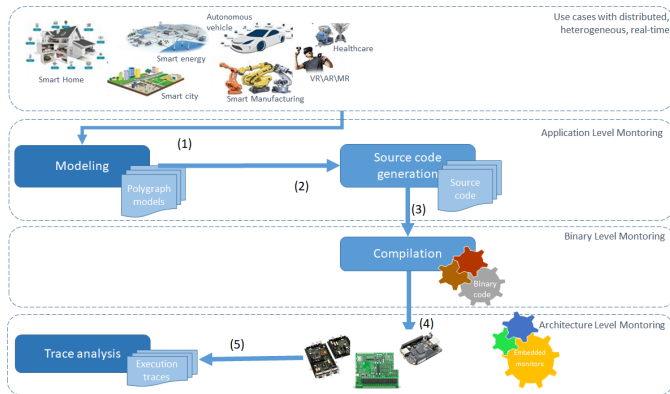 Use cases with distributed,
heterogeneous, real-time
Autonomous
vehicle
Healthcare
Smart energy
Smart Home
VR\AR\MR
Smart city
Smart Manufacturing
Application Level Montoring
(1)
Modeling
Polygraph
models
(2)
Source code
generation
Source
code
(3)
Binary Level Montoring
Compilation
Binary
code
(4)
Architecture Level Montoring
Trace analysis
Execution
traces
(5)
Embedded
monitors